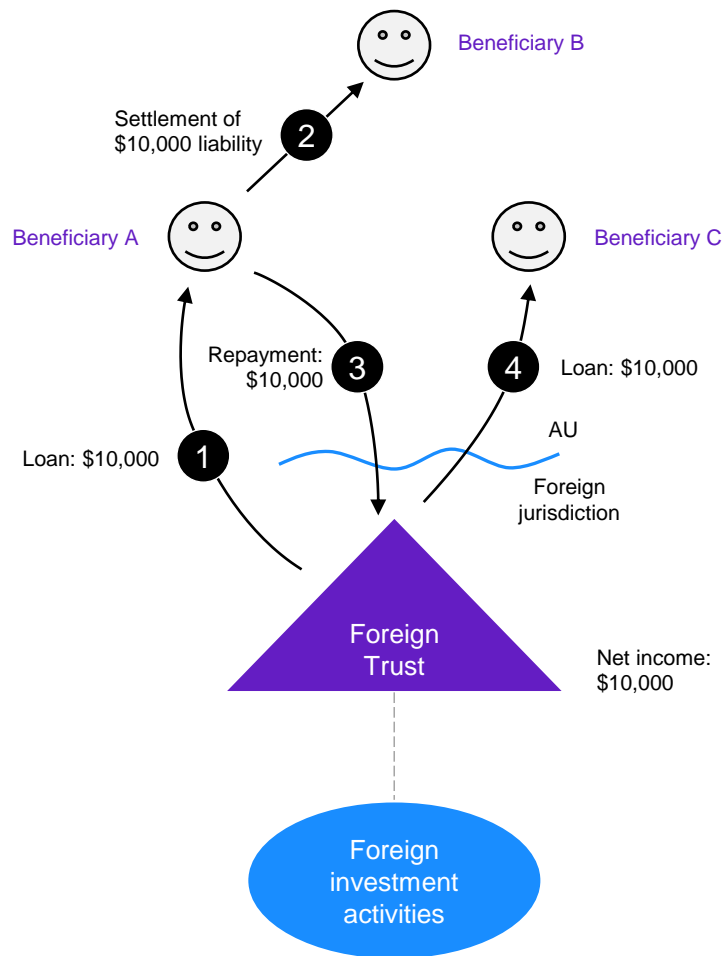 Beneficiary B
Settlement of
$10,000 liability
2
Beneficiary A
Beneficiary C
Repayment:
$10,000
3
4
Loan: $10,000
AU
Loan: $10,000
1
Foreign
jurisdiction
Foreign
Trust
Net income:
$10,000
Foreign
investment
activities